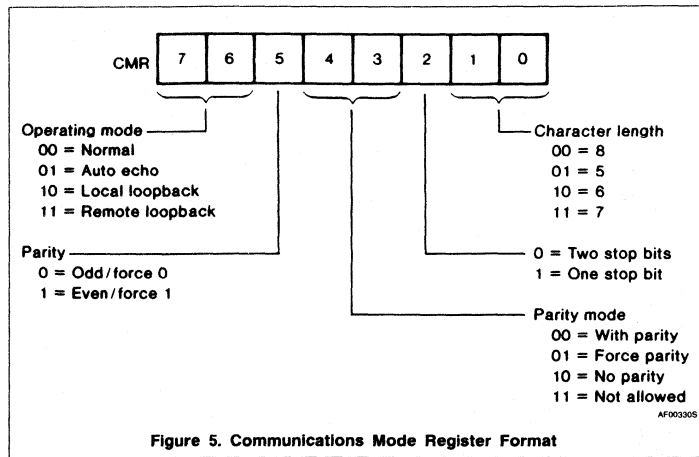 CMR 7 6 5 4 3 2 1 0
Operating mode
00 = Normal
01 = Auto echo
10 = Local loopback
11 = Remote loopback
Character length
00 = 8
01 = 5
10 = 6
11 = 7
Parity
0 = Odd/force 0
1 = Even/force 1
0 = Two stop bits
1 = One stop bit
Parity mode
00 = With parity
01 = Force parity
10 = No parity
11 = Not allowed
AF00330S
Figure 5. Communications Mode Register Format